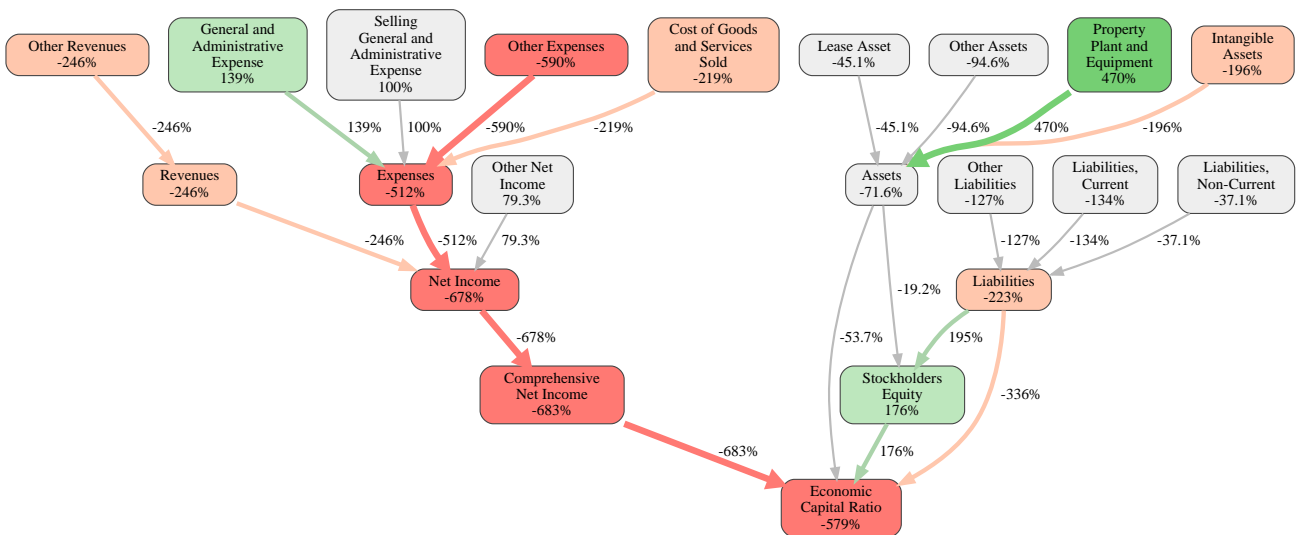 Other Revenues
-246%
General and
Administrative
Expense
139%
Selling
General and
Administrative
Expense
100%
Other Expenses
-590%
Cost of Goods
and Services
Sold
-219%
Lease Asset
-45.1%
Other Assets
-94.6%
Property
Plant and
Equipment
470%
Intangible
Assets
-196%
-246%
139%
100%
-590%
-219%
-45.1%
-94.6%
470%
-196%
Revenues
-246%
Expenses
-512%
Other Net
Income
79.3%
Assets
-71.6%
Other
Liabilities
-127%
Liabilities,
Current
-134%
Liabilities,
Non-Current
-37.1%
-246%
-512%
79.3%
-127%
-134%
-37.1%
Net Income
-678%
Liabilities
-223%
-19.2%
-678%
-53.7%
195%
Comprehensive
Net Income
-683%
Stockholders
Equity
176%
-336%
-683%
176%
Economic
Capital Ratio
-579%